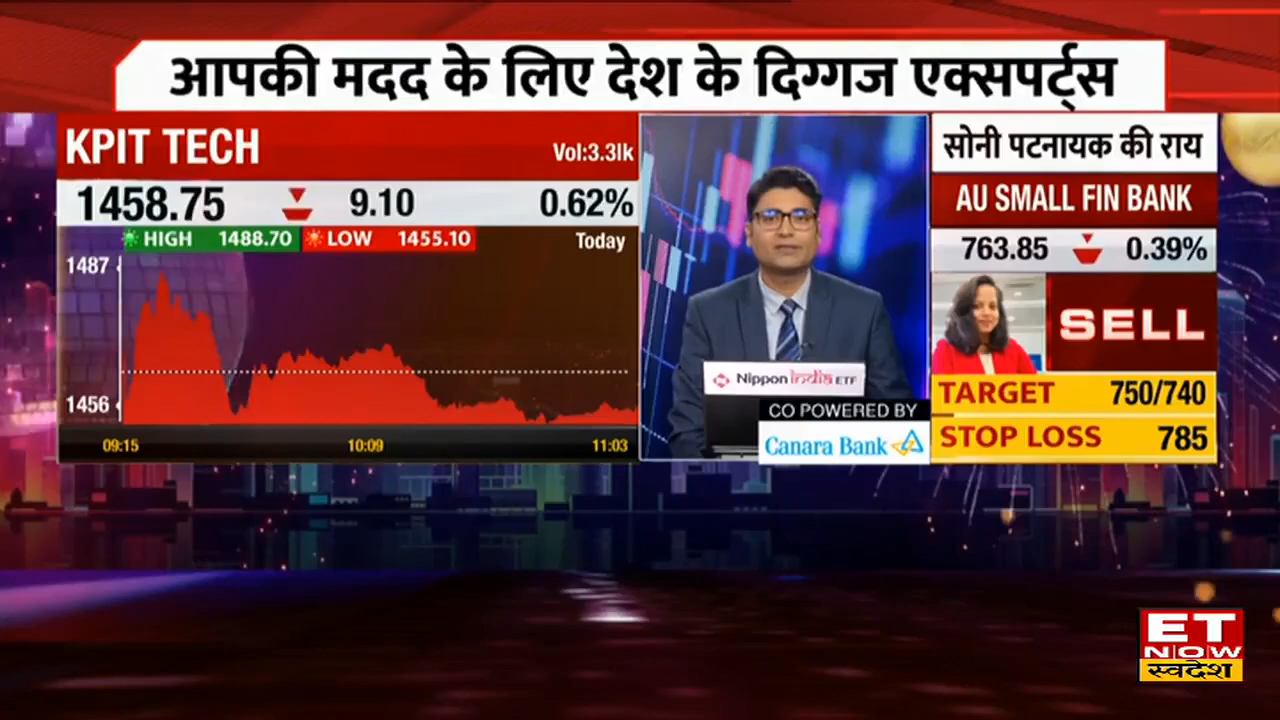 आपकी मदद के लिए देश के दिग्गज एक्सपर्ट्स
KPIT TECH
Vol:3.3lk
1458.75 9.10 0.62%
HIGH 1488.70 LOW 1455.10 Today
1487
1456
09:15 10:09 11:03
Nippon India ETF
CO POWERED BY
Canara Bank
सोनी पटनायक की राय
AU SMALL FIN BANK
763.85 0.39%
SELL
TARGET 750/740
STOP LOSS 785
ET
NOW
स्वदेश